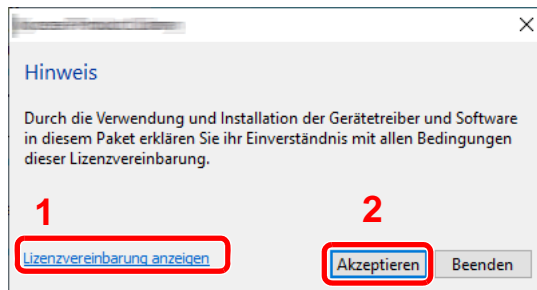 Hinweis
Durch die Verwendung und Installation der Gerätetreiber und Software
in diesem Paket erklären Sie ihr Einverständnis mit allen Bedingungen
dieser Lizenzvereinbarung.
1
2
Lizenzvereinbarung anzeigen
Akzeptieren
Beenden